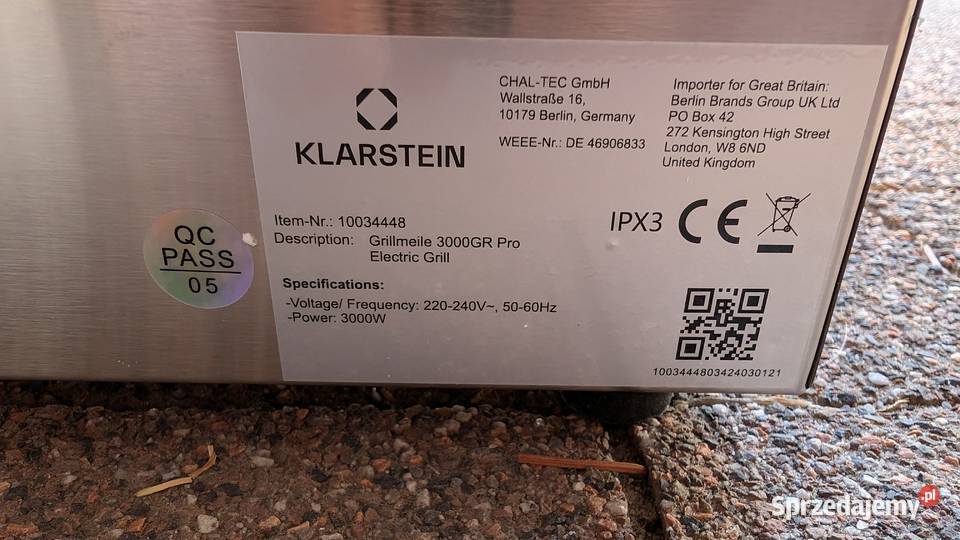 KLARSTEIN
CHAL-TEC GmbH
Wallstraße 16,
10179 Berlin, Germany
WEEE-Nr.: DE 46906833
Importer for Great Britain:
Berlin Brands Group UK Ltd
PO Box 42
272 Kensington High Street
London, W8 6ND
United Kingdom
Item-Nr.: 10034448
Description: Grillmeile 3000GR Pro
Electric Grill
IPX3 CE
Specifications:
-Voltage/ Frequency: 220-240V~, 50-60Hz
-Power: 3000W
1003444803424030121
QC
PASS
05
Sprzedajemy.pl